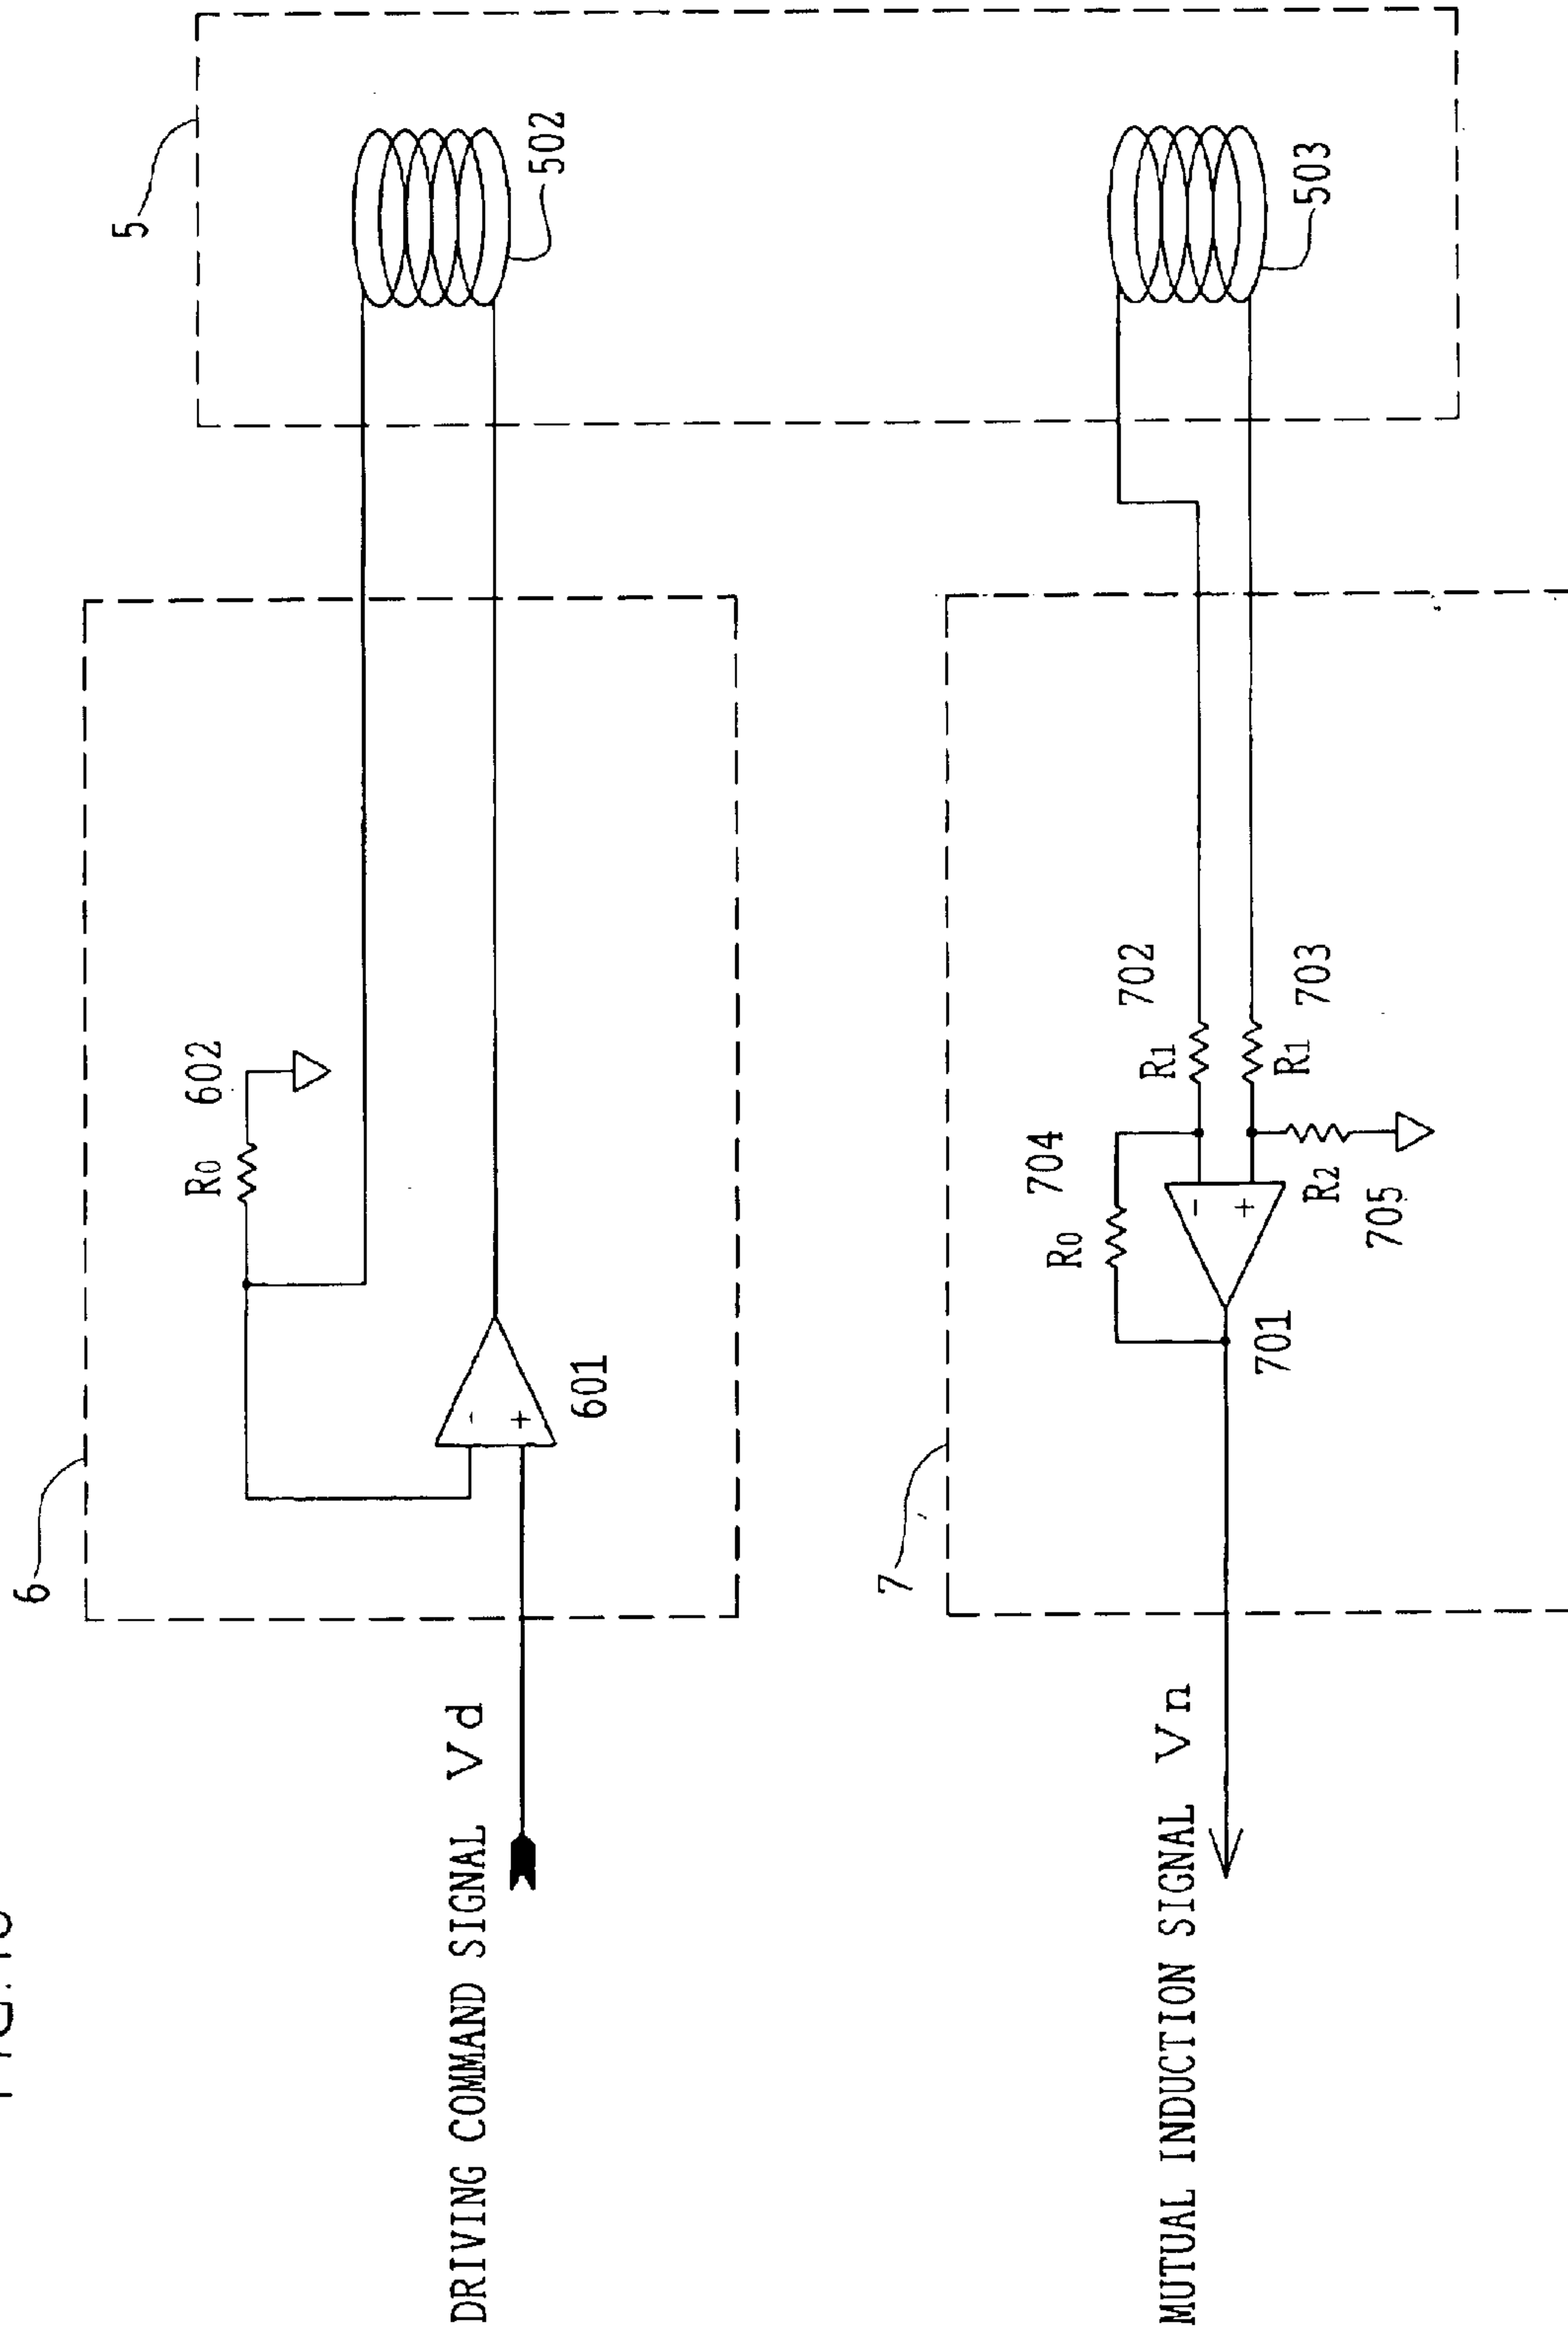 5
502
503
6
R0 602
601
DRIVING COMMAND SIGNAL Vd
- +
7
R1 702
R1 703
R0 704
R2 705
- +
701
MUTUAL INDUCTION SIGNAL Vn